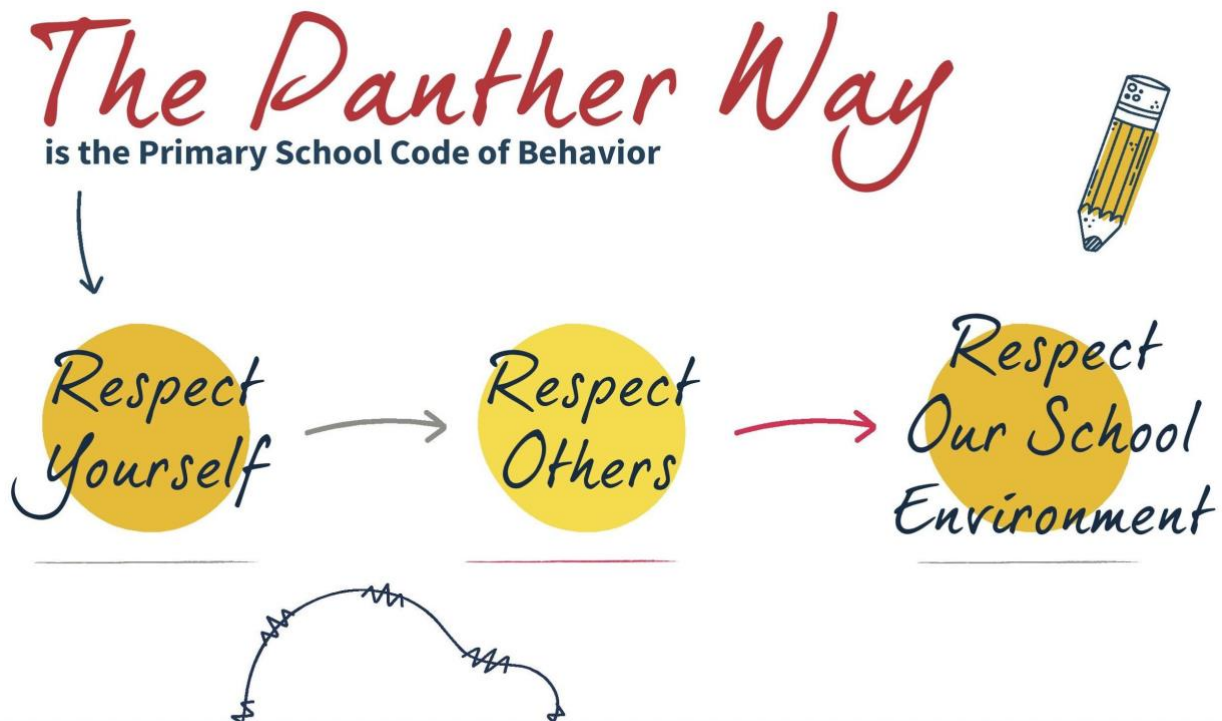 The Panther Way
is the Primary School Code of Behavior
Respect
Yourself
Respect
Others
Respect
Our School
Environment